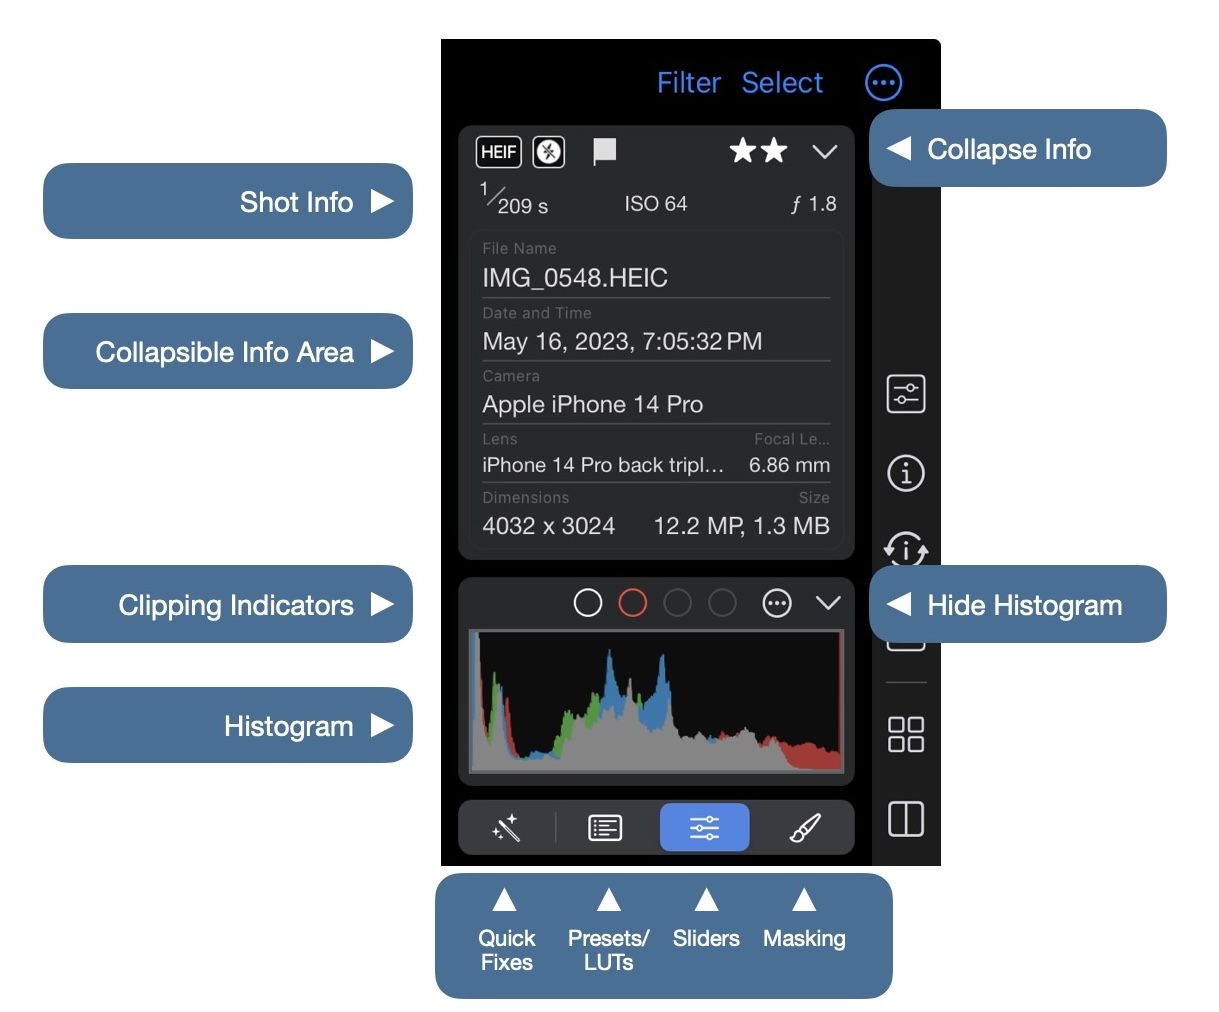 Filter Select
HEIF
Collapse Info
Shot Info
1/209 s ISO 64 ƒ 1.8
File Name
IMG_0548.HEIC
Date and Time
May 16, 2023, 7:05:32 PM
Collapsible Info Area
Camera
Apple iPhone 14 Pro
Lens Focal Le...
iPhone 14 Pro back tripl... 6.86 mm
Dimensions Size
4032 x 3024 12.2 MP, 1.3 MB
Clipping Indicators
Hide Histogram
Histogram
Quick Fixes
Presets/ LUTs
Sliders
Masking